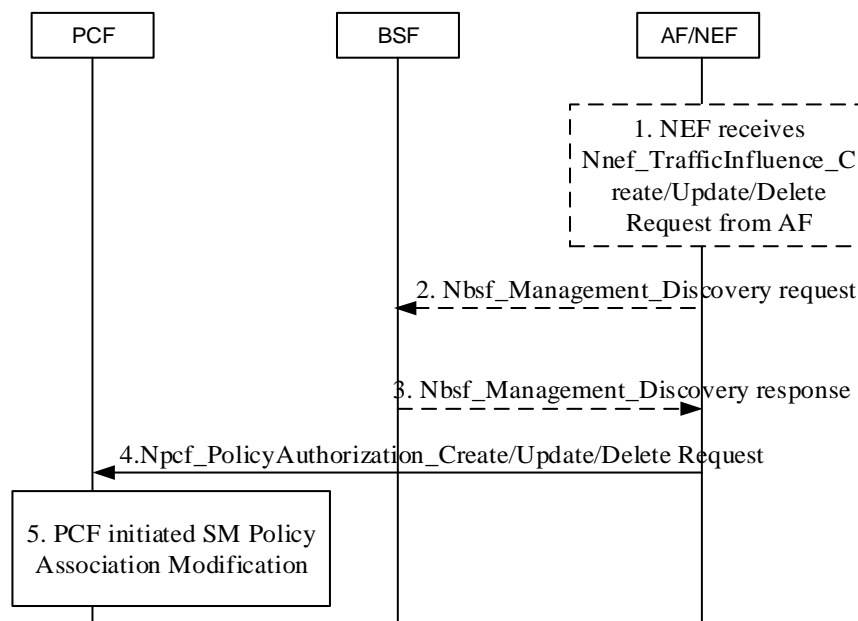 PCF
BSF
AF/NEF
1. NEF receives
Nnef_TrafficInfluence_C
reate/Update/Delete
Request from AF
2. Nbsf_Management_Discovery request
3. Nbsf_Management_Discovery response
4.Npcf_PolicyAuthorization_Create/Update/Delete Request
5. PCF initiated SM Policy
Association Modification